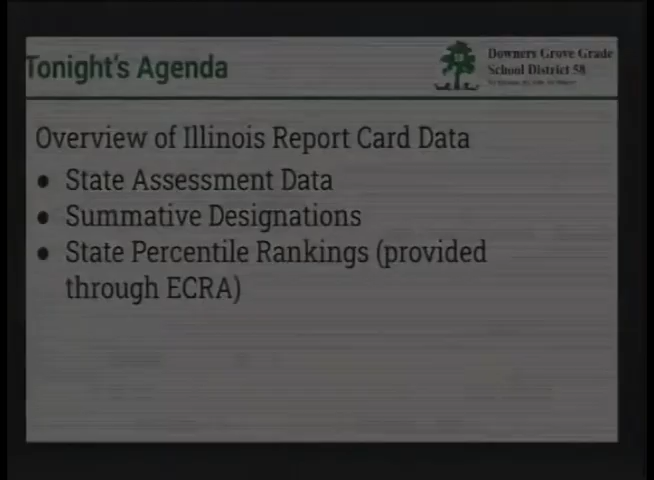 Tonight's Agenda
Downers Grove Grade
School District 58
Overview of Illinois Report Card Data
● State Assessment Data
● Summative Designations
● State Percentile Rankings (provided
through ECRA)